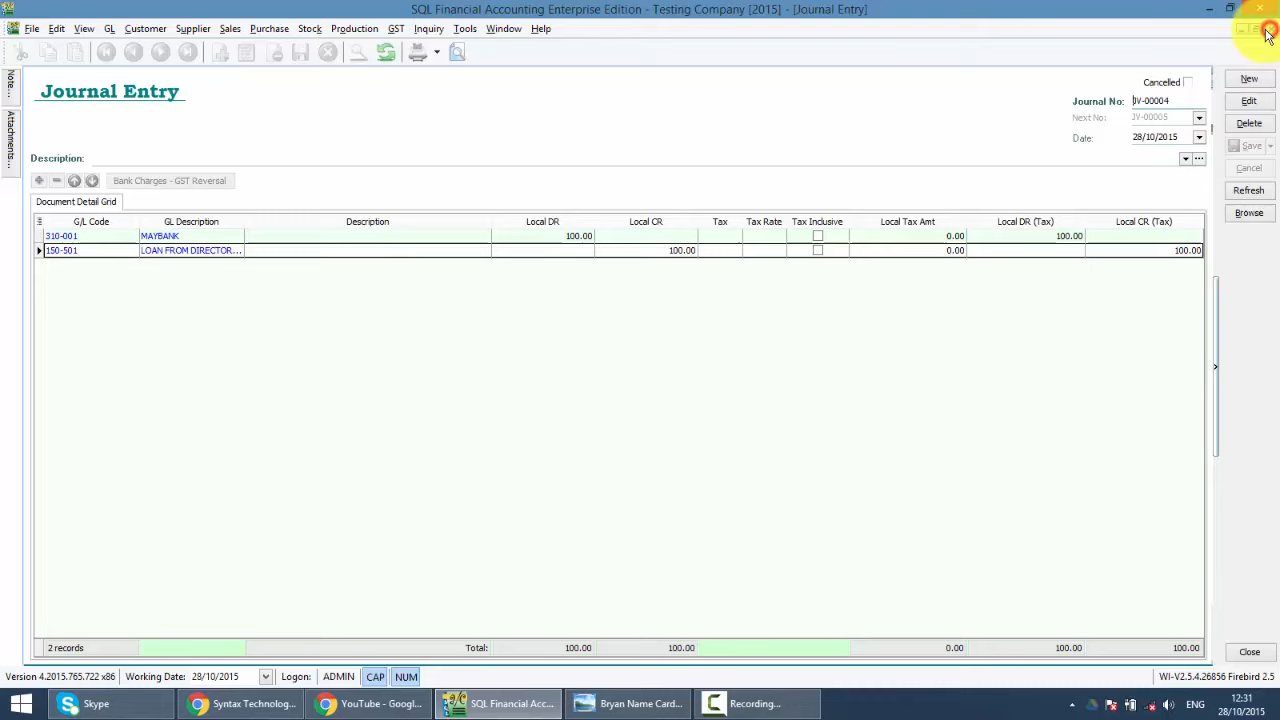 SQL Financial Accounting Enterprise Edition - Testing Company [2015] - [Journal Entry]
File Edit View GL Customer Supplier Sales Purchase Stock Production GST Inquiry Tools Window Help
Note...
Attachments...
Journal Entry
Cancelled
Journal No: JV-00004
Next No: JV-00005
Date: 28/10/2015
Description:
Bank Charges - GST Reversal
Document Detail Grid
G/L Code GL Description Description Local DR Local CR Tax Tax Rate Tax Inclusive Local Tax Amt Local DR (Tax) Local CR (Tax)
310-001 MAYBANK 100.00 0.00 100.00
150-501 LOAN FROM DIRECTOR... 100.00 0.00 100.00
2 records Total: 100.00 100.00 0.00 100.00 100.00
New
Edit
Delete
Save
Cancel
Refresh
Browse
Close
Version 4.2015.765.722 x86 Working Date: 28/10/2015 Logon: ADMIN CAP NUM WI-V2.5.4.26856 Firebird 2.5
Skype Syntax Technolog... YouTube - Googl... SQL Financial Acc... Bryan Name Card... Recording... ENG 12:31
28/10/2015